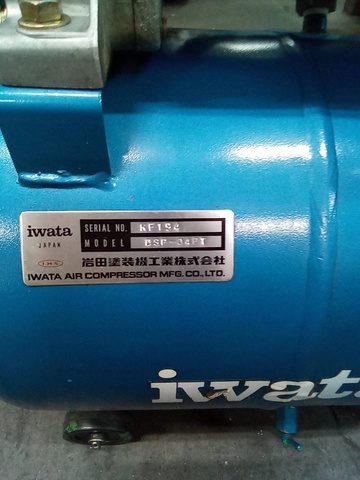 iwata
JAPAN
SERIAL NO. KF194
MODEL
岩田塗装機工業株式会社
IWATA AIR COMPRESSOR MFG. CO., LTD.
iwata